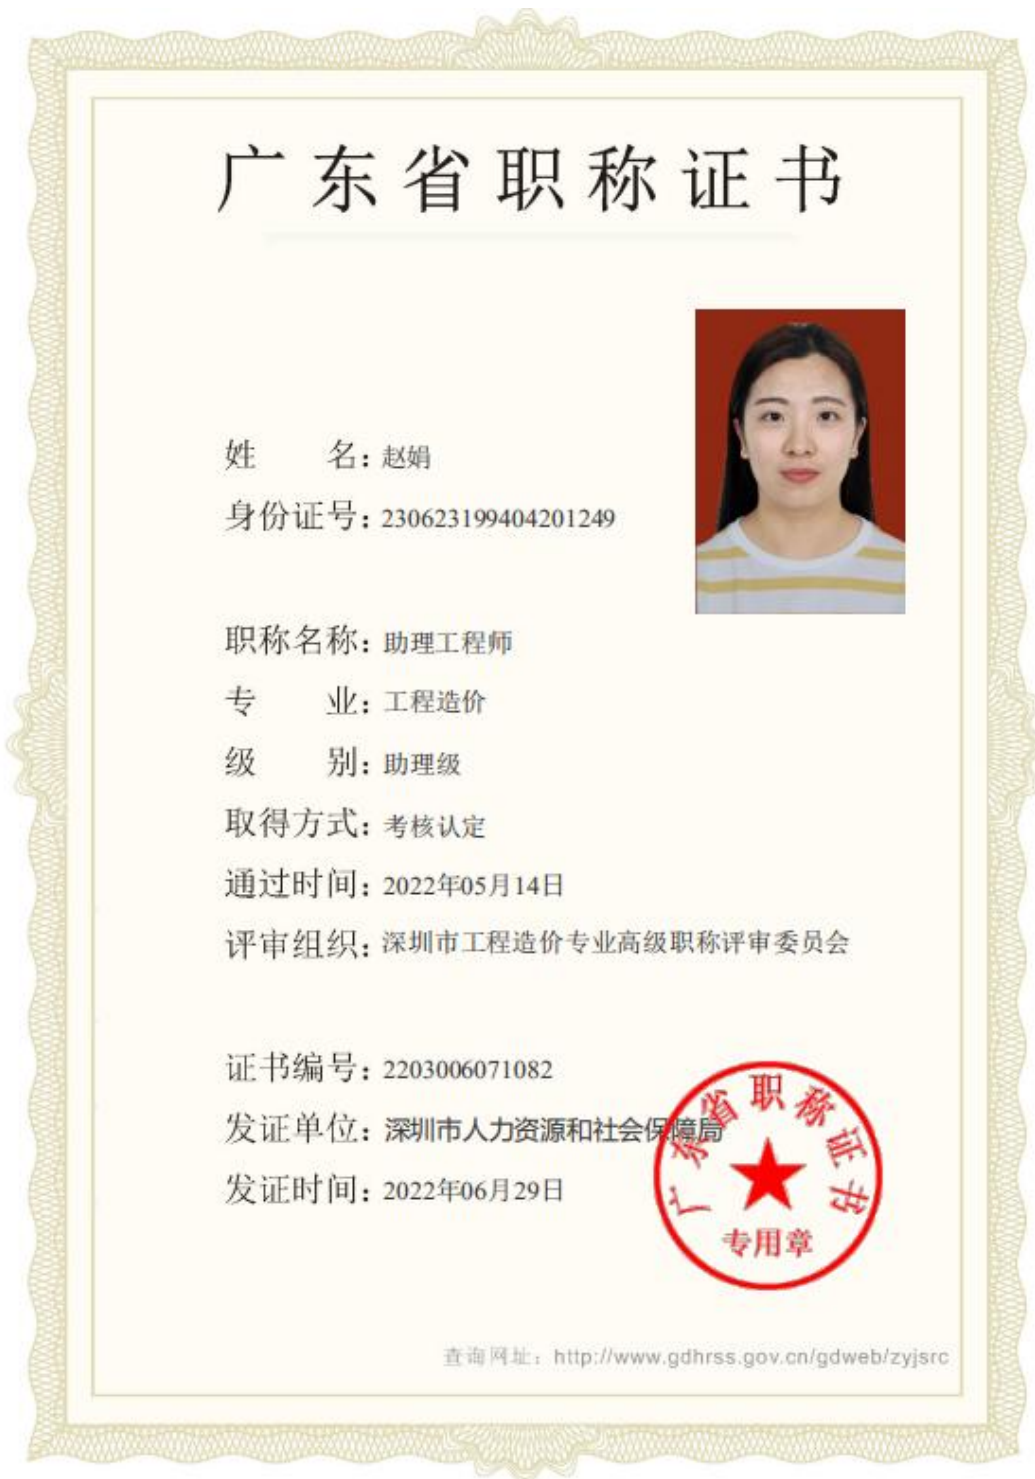 广东省职称证书
姓 名：赵娟
身份证号：230623199404201249
职称名称：助理工程师
专 业：工程造价
级 别：助理级
取得方式：考核认定
通过时间：2022年05月14日
评审组织：深圳市工程造价专业高级职称评审委员会
证书编号：2203006071082
发证单位：深圳市人力资源和社会保障局
发证时间：2022年06月29日
广东省职称证书
专用章
查询网址：http://www.gdhrss.gov.cn/gdweb/zyjsrc